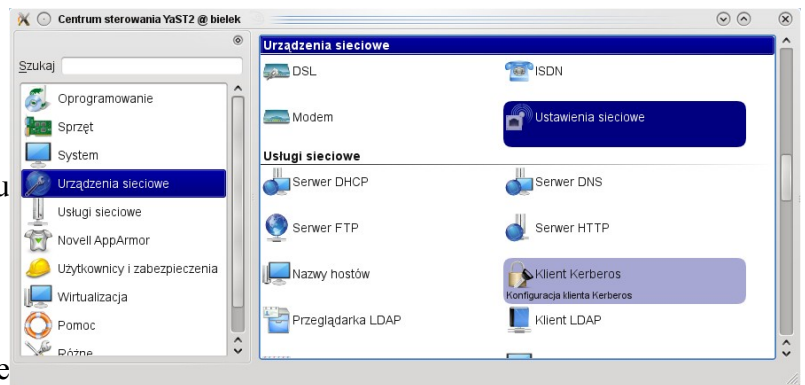 Centrum sterowania YaST2 @ bielek
Szukaj
Oprogramowanie
Sprzęt
System
Urządzenia sieciowe
Usługi sieciowe
Novell AppArmor
Użytkownicy i zabezpieczenia
Wirtualizacja
Pomoc
Różne
Urządzenia sieciowe
DSL
ISDN
Modem
Ustawienia sieciowe
Usługi sieciowe
Serwer DHCP
Serwer DNS
Serwer FTP
Serwer HTTP
Nazwy hostów
Klient Kerberos
Konfiguracja klienta Kerberos
Przeglądarka LDAP
Klient LDAP
u
e